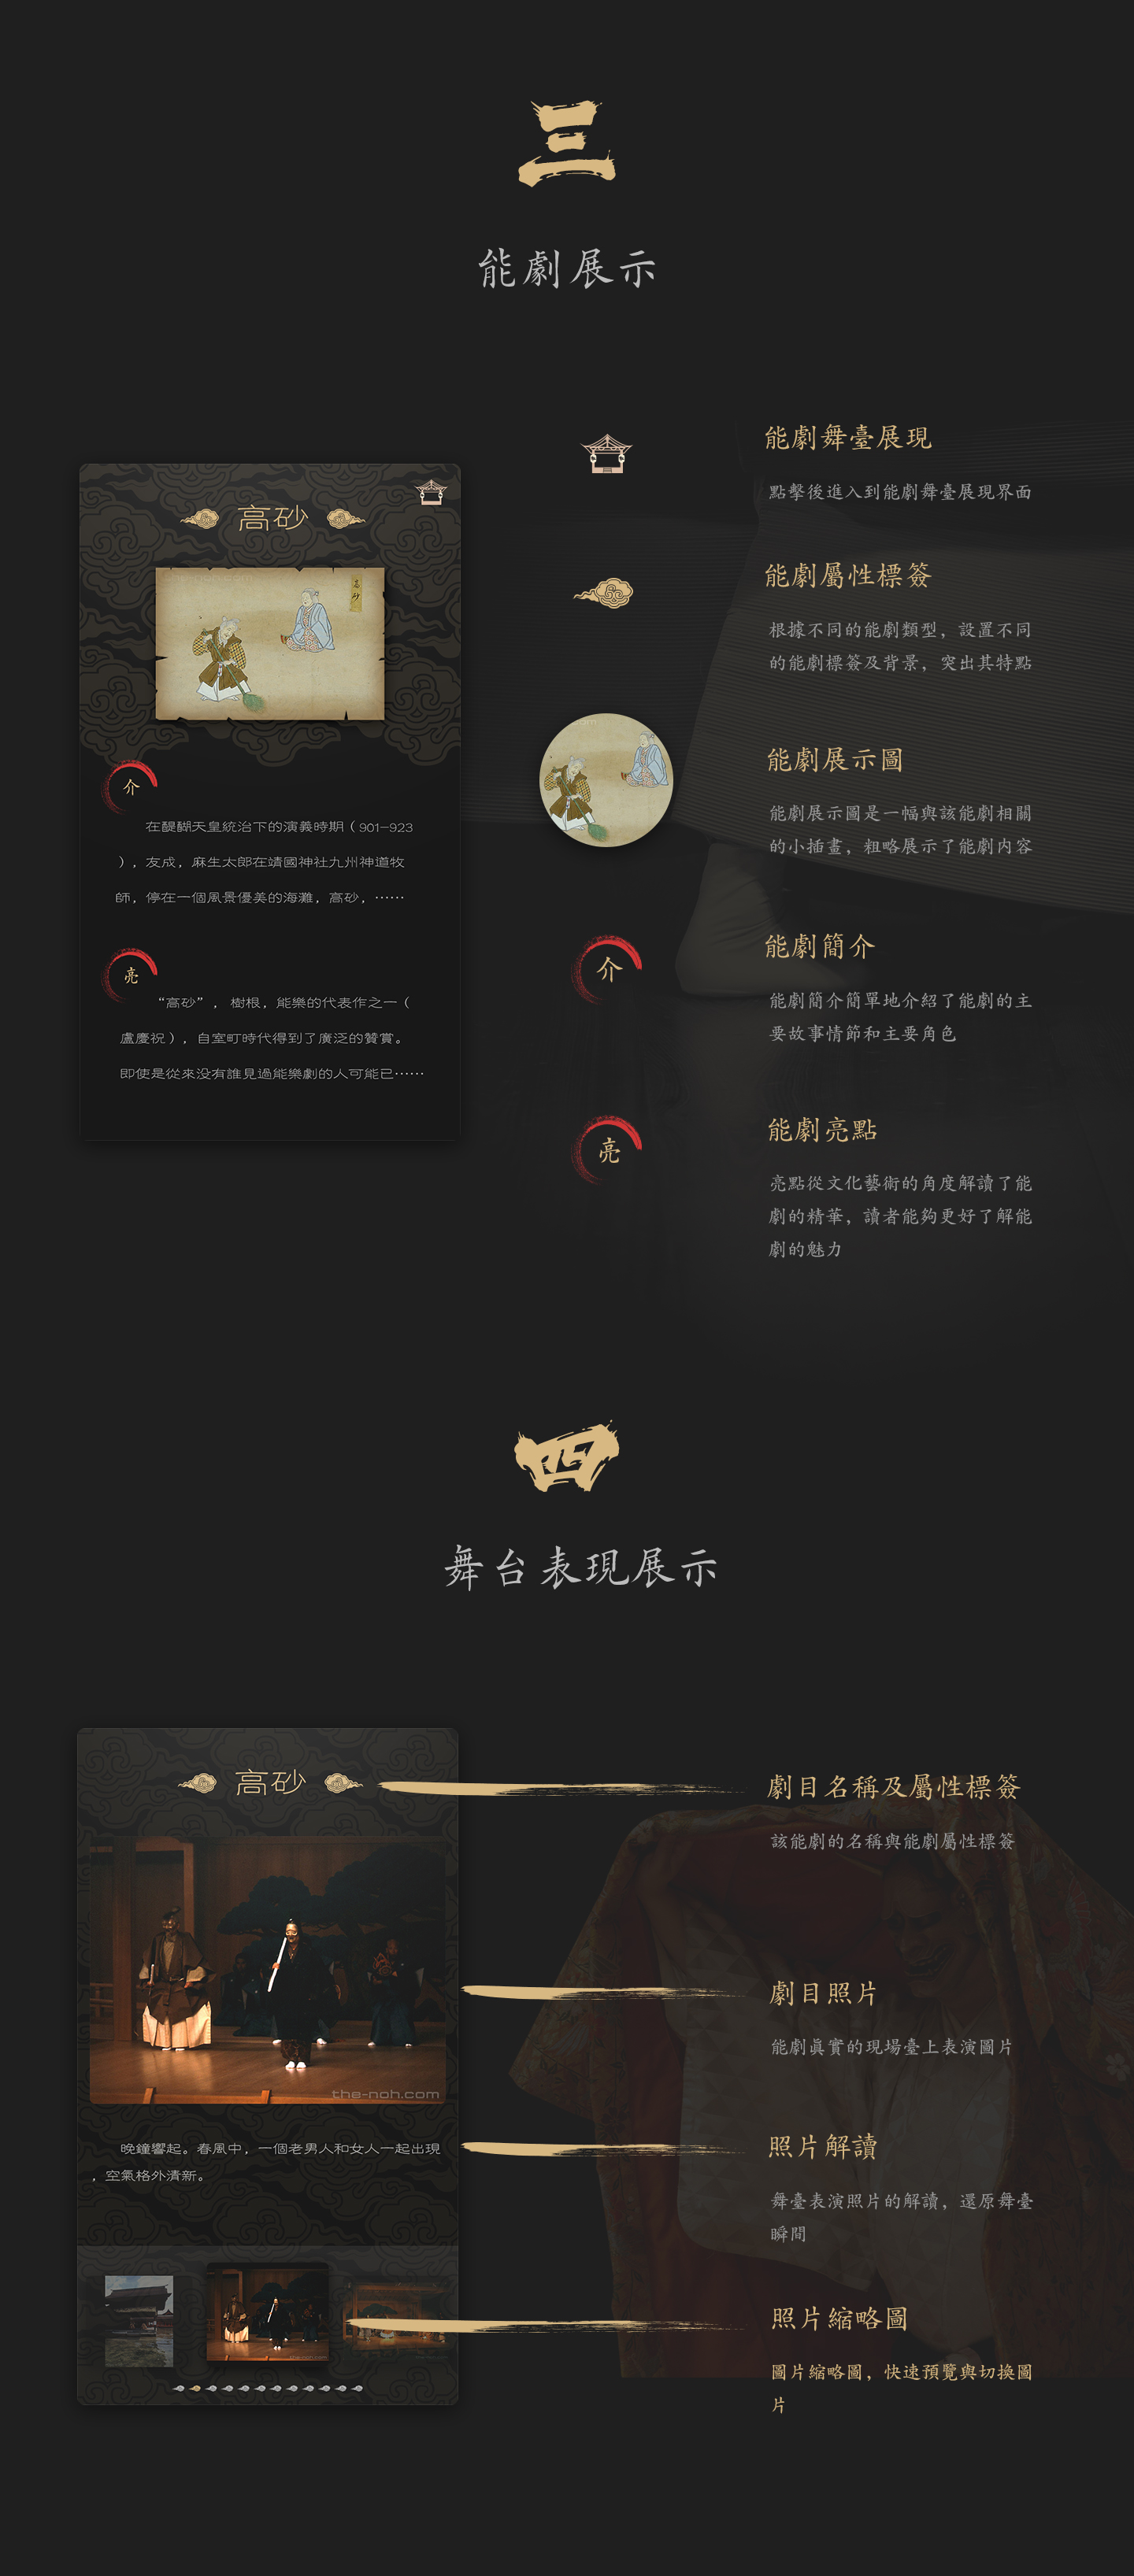 三
能劇展示
高砂
高砂
介
在醍醐天皇統治下的演義時期（901-923
），友成，麻生太郎在靖國神社九州神道牧
師，停在一個風景優美的海灘，高砂，……
亮
“高砂”，樹根，能樂的代表作之一（
盧慶祝），自室町時代得到了廣泛的贊賞。
即使是從來没有誰見過能樂劇的人可能已……
能劇舞臺展現
點擊後進入到能劇舞臺展現界面
能劇屬性標簽
根據不同的能劇類型，設置不同
的能劇標簽及背景，突出其特點
能劇展示圖
能劇展示圖是一幅與該能劇相關
的小插畫，粗略展示了能劇内容
介
能劇簡介
能劇簡介簡單地介紹了能劇的主
要故事情節和主要角色
亮
能劇亮點
亮點從文化藝術的角度解讀了能
劇的精華，讀者能夠更好了解能
劇的魅力
四
舞台表現展示
高砂
the-noh.com
晚鐘響起。春風中，一個老男人和女人一起出現
，空氣格外清新。
劇目名稱及屬性標簽
該能劇的名稱與能劇屬性標簽
劇目照片
能劇眞實的現場臺上表演圖片
照片解讀
舞臺表演照片的解讀，還原舞臺
瞬間
照片縮略圖
圖片縮略圖，快速預覽與切換圖
片